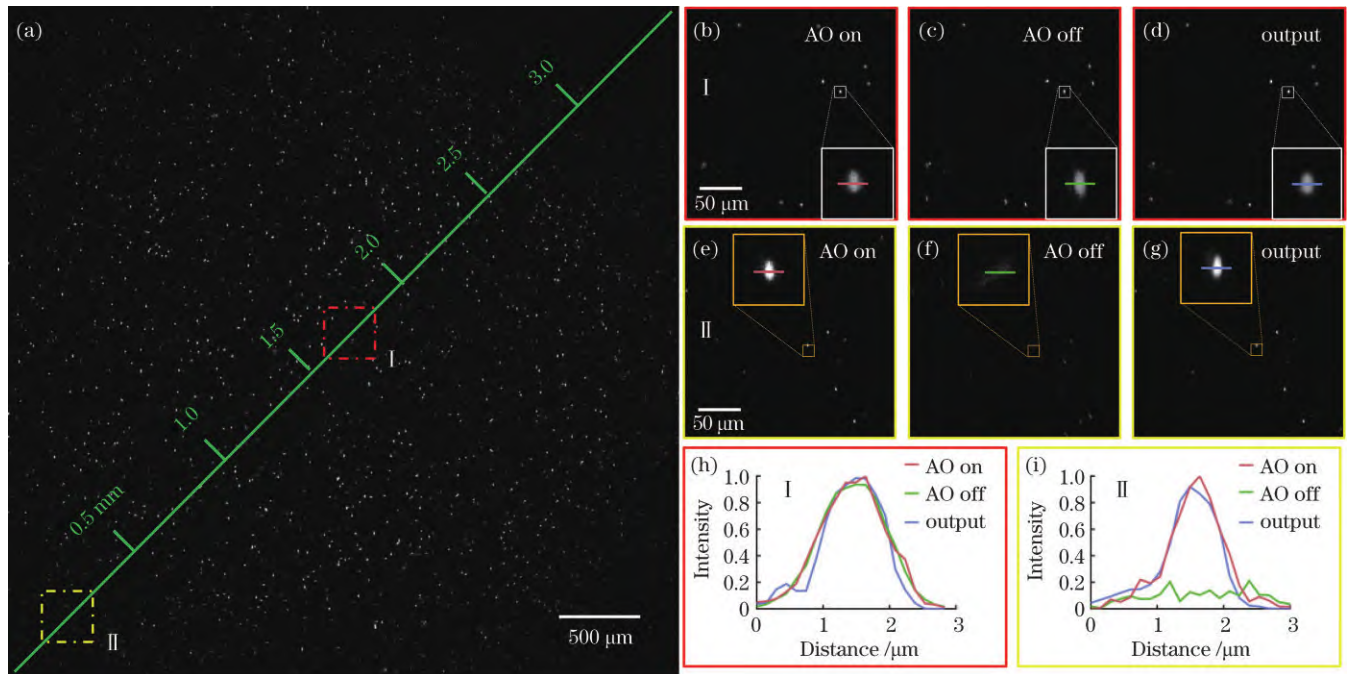 (a)
3.0
2.5
2.0
1.5
1.0
0.5 mm
Ⅰ
Ⅱ
500 μm
(b) AO on
Ⅰ
50 μm
(c) AO off
(d) output
(e) AO on
Ⅱ
50 μm
(f) AO off
(g) output
(h)
Ⅰ
AO on
AO off
output
Intensity
1.0
0.8
0.6
0.4
0.2
0
0 1 2 3
Distance /μm
(i)
Ⅱ
AO on
AO off
output
Intensity
1.0
0.8
0.6
0.4
0.2
0
0 1 2 3
Distance /μm